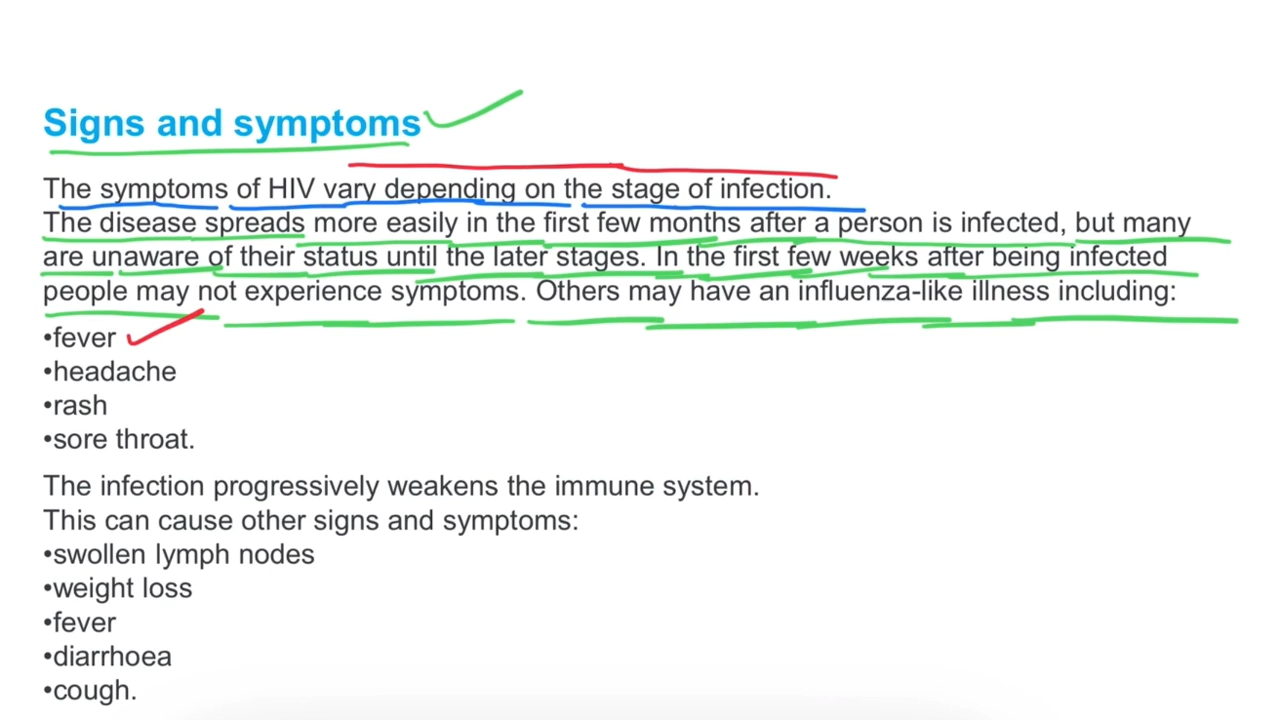 Signs and symptoms
The symptoms of HIV vary depending on the stage of infection.
The disease spreads more easily in the first few months after a person is infected, but many
are unaware of their status until the later stages. In the first few weeks after being infected
people may not experience symptoms. Others may have an influenza-like illness including:
•fever
•headache
•rash
•sore throat.
The infection progressively weakens the immune system.
This can cause other signs and symptoms:
•swollen lymph nodes
•weight loss
•fever
•diarrhoea
•cough.